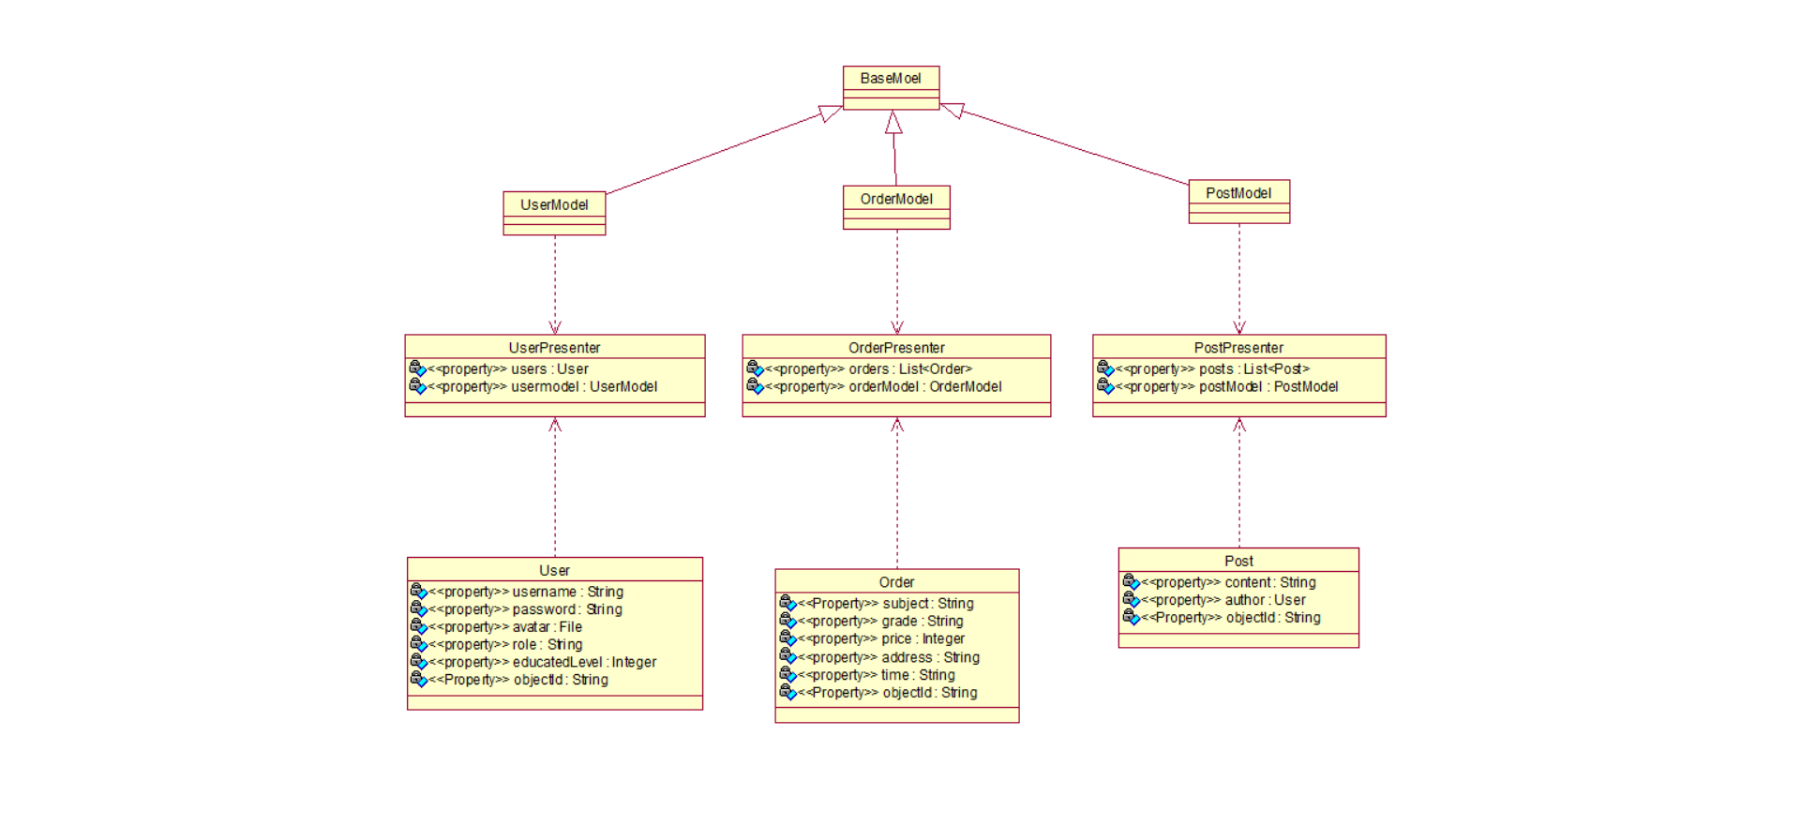 BaseMoel
UserModel
OrderModel
PostModel
UserPresenter
<<property>> users : User
<<property>> usermodel : UserModel
OrderPresenter
<<property>> orders : List<Order>
<<property>> orderModel : OrderModel
PostPresenter
<<property>> posts : List<Post>
<<property>> postModel : PostModel
User
<<property>> username : String
<<property>> password : String
<<property>> avatar : File
<<property>> role : String
<<property>> educatedLevel : Integer
<<Property>> objectId : String
Order
<<Property>> subject : String
<<property>> grade : String
<<property>> price : Integer
<<property>> address : String
<<property>> time : String
<<Property>> objectId : String
Post
<<property>> content : String
<<property>> author : User
<<Property>> objectId : String